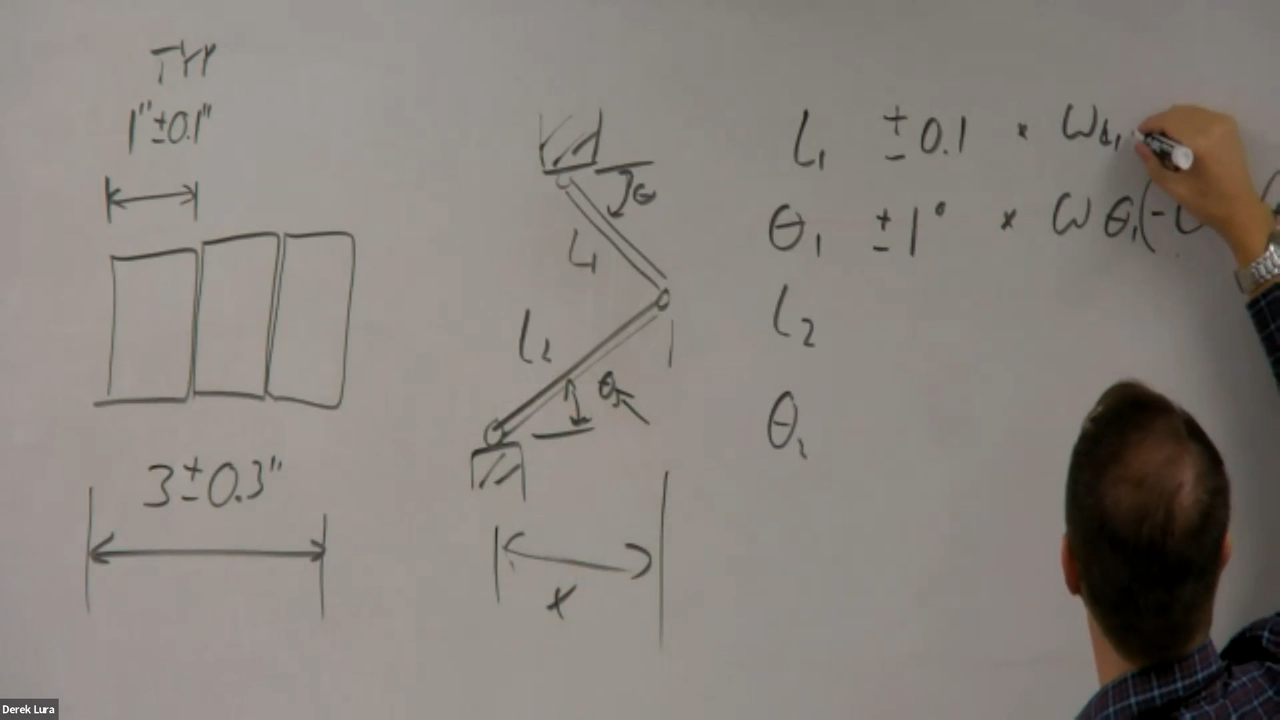 TYP
1"±0.1"
3±0.3"
θ
L1
l2
θ
x
l1 ±0.1 × ω
θ1 ±1° × ω θ1(-
l2
θ2
Derek Lura